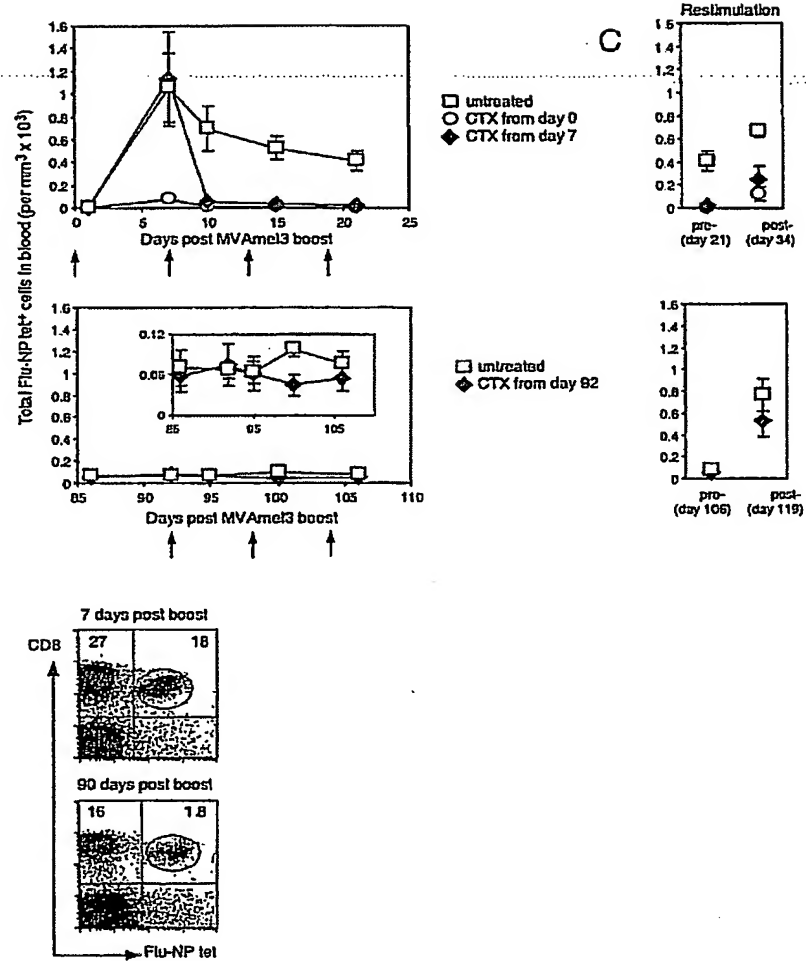 Restimulation
C
1.6
1.4
1.2
1
0.8
0.6
0.4
0.2
0
0 5 10 15 20 25
Days post MVAmel3 boost
untreated
CTX from day 0
CTX from day 7
1.6
1.4
1.2
1
0.8
0.6
0.4
0.2
0
pre- post-
(day 21) (day 34)
Total Flu-NP tet+ cells in blood (per mm³ x 10³)
1.6
1.4
1.2
1
0.8
0.6
0.4
0.2
0
0.12
0.06
0
85 95 105
85 90 95 100 105 110
Days post MVAmel3 boost
untreated
CTX from day 92
1.6
1.4
1.2
1
0.8
0.6
0.4
0.2
0
pre- post-
(day 106) (day 119)
7 days post boost
CD8
27 18
90 days post boost
16 1.8
Flu-NP tet